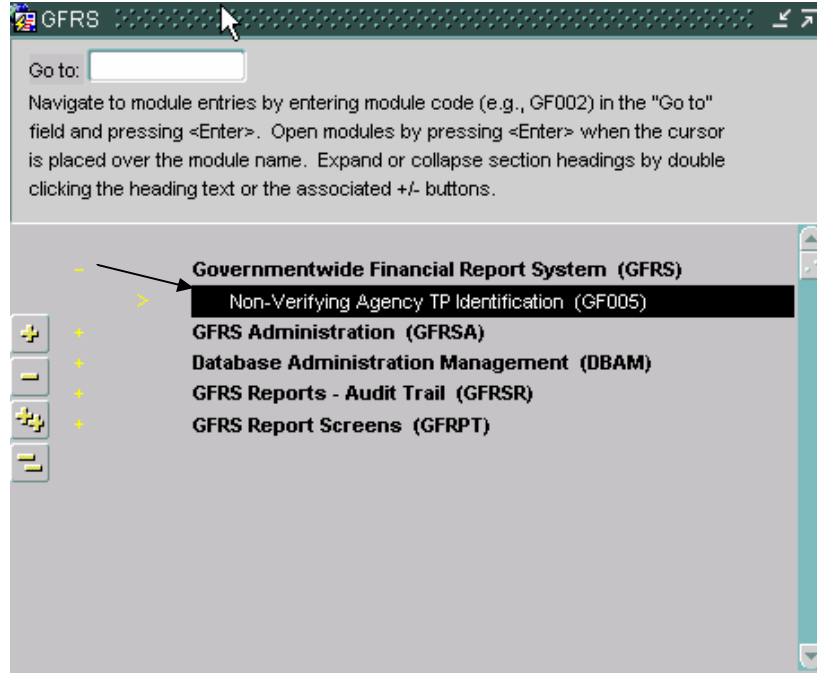 GFRS
Go to:
Navigate to module entries by entering module code (e.g., GF002) in the "Go to"
field and pressing <Enter>. Open modules by pressing <Enter> when the cursor
is placed over the module name. Expand or collapse section headings by double
clicking the heading text or the associated +/- buttons.
- Governmentwide Financial Report System (GFRS)
> Non-Verifying Agency TP Identification (GF005)
+ GFRS Administration (GFRSA)
+ Database Administration Management (DBAM)
+ GFRS Reports - Audit Trail (GFRSR)
+ GFRS Report Screens (GFRPT)